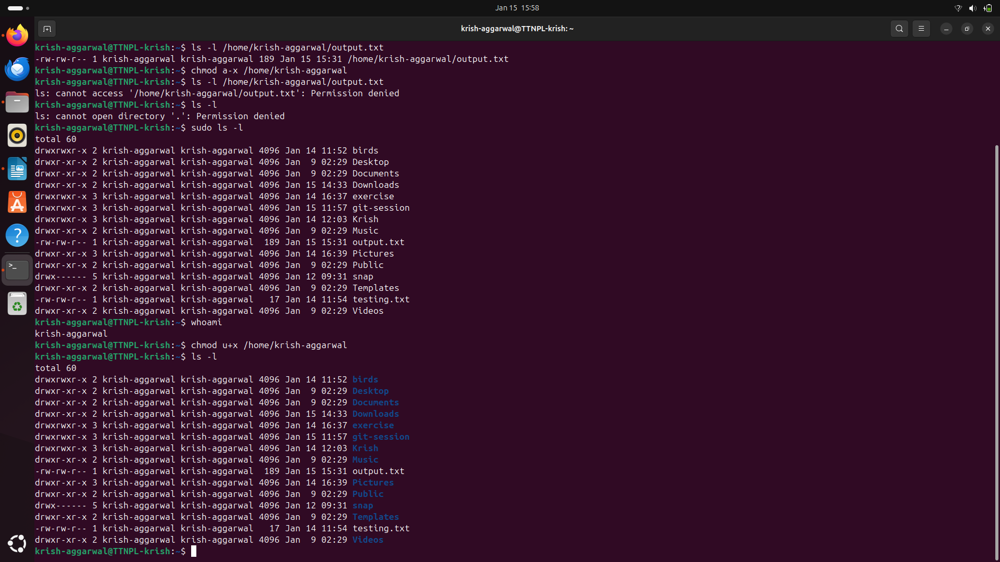 Jan 15 15:58
krish-aggarwal@TTNPL-krish: ~
krish-aggarwal@TTNPL-krish:~$ ls -l /home/krish-aggarwal/output.txt
-rw-rw-r-- 1 krish-aggarwal krish-aggarwal 189 Jan 15 15:31 /home/krish-aggarwal/output.txt
krish-aggarwal@TTNPL-krish:~$ chmod a-x /home/krish-aggarwal
krish-aggarwal@TTNPL-krish:~$ ls -l /home/krish-aggarwal/output.txt
ls: cannot access '/home/krish-aggarwal/output.txt': Permission denied
krish-aggarwal@TTNPL-krish:~$ ls -l
ls: cannot open directory '.': Permission denied
krish-aggarwal@TTNPL-krish:~$ sudo ls -l
total 60
drwxrwxr-x 2 krish-aggarwal krish-aggarwal 4096 Jan 14 11:52 birds
drwxr-xr-x 2 krish-aggarwal krish-aggarwal 4096 Jan  9 02:29 Desktop
drwxr-xr-x 2 krish-aggarwal krish-aggarwal 4096 Jan  9 02:29 Documents
drwxr-xr-x 2 krish-aggarwal krish-aggarwal 4096 Jan 15 14:33 Downloads
drwxrwxr-x 3 krish-aggarwal krish-aggarwal 4096 Jan 14 16:37 exercise
drwxrwxr-x 3 krish-aggarwal krish-aggarwal 4096 Jan 15 11:57 git-session
drwxrwxr-x 3 krish-aggarwal krish-aggarwal 4096 Jan 14 12:03 Krish
drwxr-xr-x 2 krish-aggarwal krish-aggarwal 4096 Jan  9 02:29 Music
-rw-rw-r-- 1 krish-aggarwal krish-aggarwal  189 Jan 15 15:31 output.txt
drwxr-xr-x 3 krish-aggarwal krish-aggarwal 4096 Jan 14 16:39 Pictures
drwxr-xr-x 2 krish-aggarwal krish-aggarwal 4096 Jan  9 02:29 Public
drwx------ 5 krish-aggarwal krish-aggarwal 4096 Jan 12 09:31 snap
drwxr-xr-x 2 krish-aggarwal krish-aggarwal 4096 Jan  9 02:29 Templates
-rw-rw-r-- 1 krish-aggarwal krish-aggarwal   17 Jan 14 11:54 testing.txt
drwxr-xr-x 2 krish-aggarwal krish-aggarwal 4096 Jan  9 02:29 Videos
krish-aggarwal@TTNPL-krish:~$ whoami
krish-aggarwal
krish-aggarwal@TTNPL-krish:~$ chmod u+x /home/krish-aggarwal
krish-aggarwal@TTNPL-krish:~$ ls -l
total 60
drwxrwxr-x 2 krish-aggarwal krish-aggarwal 4096 Jan 14 11:52 birds
drwxr-xr-x 2 krish-aggarwal krish-aggarwal 4096 Jan  9 02:29 Desktop
drwxr-xr-x 2 krish-aggarwal krish-aggarwal 4096 Jan  9 02:29 Documents
drwxr-xr-x 2 krish-aggarwal krish-aggarwal 4096 Jan 15 14:33 Downloads
drwxrwxr-x 3 krish-aggarwal krish-aggarwal 4096 Jan 14 16:37 exercise
drwxrwxr-x 3 krish-aggarwal krish-aggarwal 4096 Jan 15 11:57 git-session
drwxrwxr-x 3 krish-aggarwal krish-aggarwal 4096 Jan 14 12:03 Krish
drwxr-xr-x 2 krish-aggarwal krish-aggarwal 4096 Jan  9 02:29 Music
-rw-rw-r-- 1 krish-aggarwal krish-aggarwal  189 Jan 15 15:31 output.txt
drwxr-xr-x 3 krish-aggarwal krish-aggarwal 4096 Jan 14 16:39 Pictures
drwxr-xr-x 2 krish-aggarwal krish-aggarwal 4096 Jan  9 02:29 Public
drwx------ 5 krish-aggarwal krish-aggarwal 4096 Jan 12 09:31 snap
drwxr-xr-x 2 krish-aggarwal krish-aggarwal 4096 Jan  9 02:29 Templates
-rw-rw-r-- 1 krish-aggarwal krish-aggarwal   17 Jan 14 11:54 testing.txt
drwxr-xr-x 2 krish-aggarwal krish-aggarwal 4096 Jan  9 02:29 Videos
krish-aggarwal@TTNPL-krish:~$